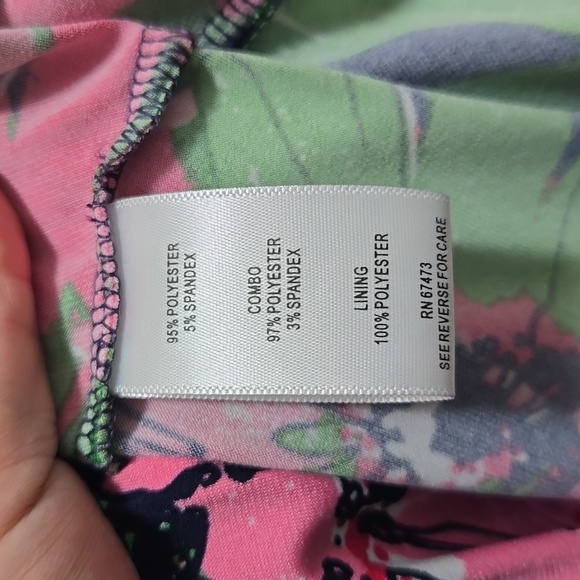 95% POLYESTER
5% SPANDEX
COMBO
97% POLYESTER
3% SPANDEX
LINING
100% POLYESTER
RN 67473
SEE REVERSE FOR CARE